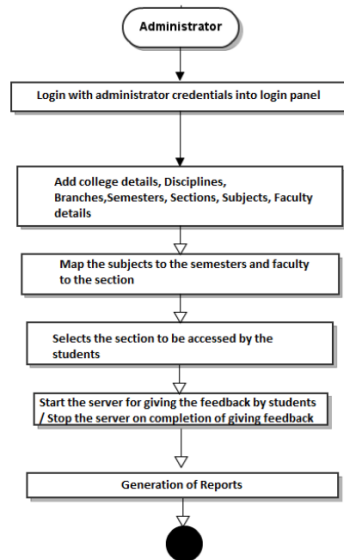 Administrator
Login with administrator credentials into login panel
Add college details, Disciplines,
Branches,Semesters, Sections, Subjects, Faculty
details
Map the subjects to the semesters and faculty
to the section
Selects the section to be accessed by the
students
Start the server for giving the feedback by students
/ Stop the server on completion of giving feedback
Generation of Reports